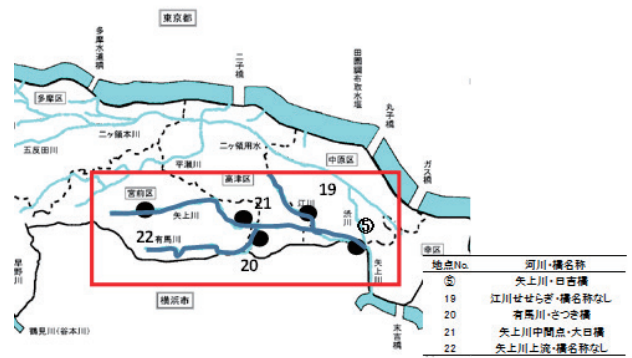 東京都
多摩水道橋
二子橋
田園調布取水堰
丸子橋
ガス橋
多摩区
二ヶ領本川
五反田川
平瀬川
二ヶ領用水
中原区
高津区
宮前区
矢上川
21
19
江川
渋川
⑤
22
有馬川
20
早野川
矢上川
幸区
横浜市
鶴見川(谷本川)
末吉橋
地点No. 河川・橋名称
⑤ 矢上川・日吉橋
19 江川せせらぎ・橋名称なし
20 有馬川・さつき橋
21 矢上川中間点・大日橋
22 矢上川上流・橋名称なし